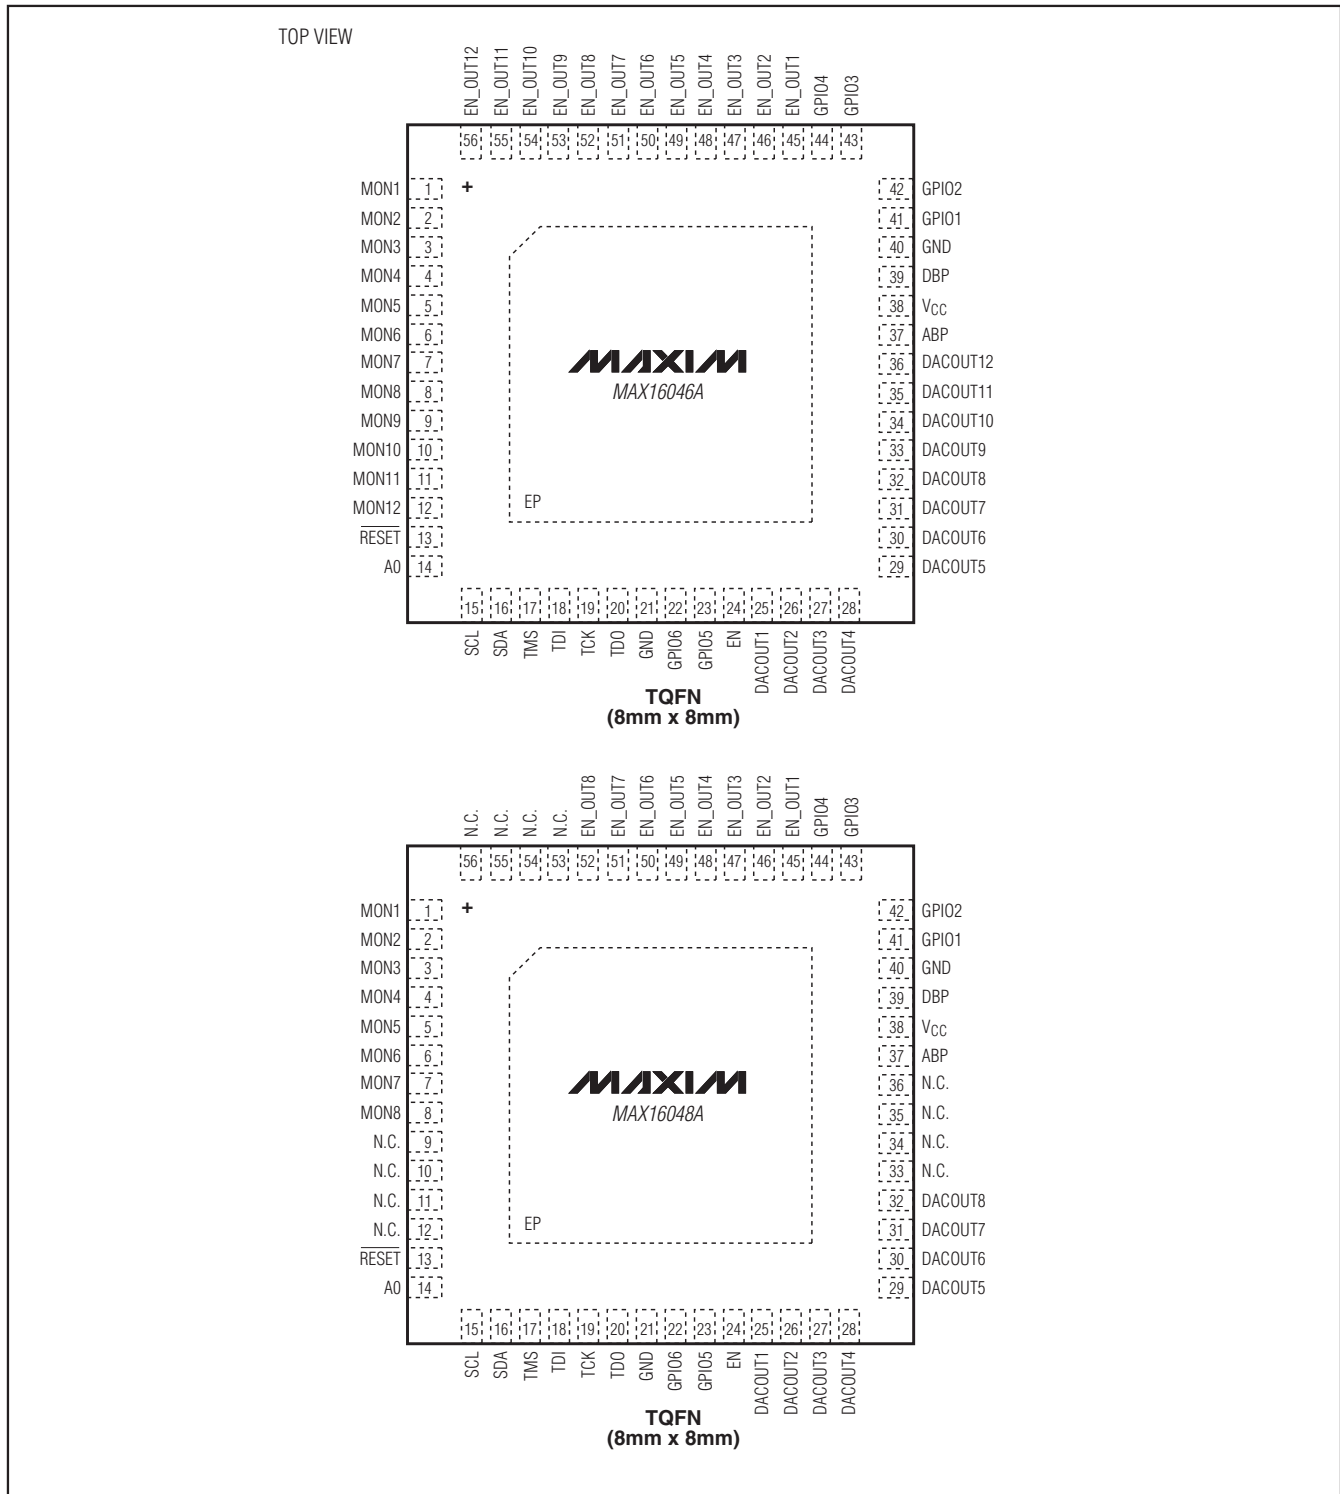 TOP VIEW
EN_OUT12
EN_OUT11
EN_OUT10
EN_OUT9
EN_OUT8
EN_OUT7
EN_OUT6
EN_OUT5
EN_OUT4
EN_OUT3
EN_OUT2
EN_OUT1
GPIO4
GPIO3
56 55 54 53 52 51 50 49 48 47 46 45 44 43
MON1 1 + 42 GPIO2
MON2 2 41 GPIO1
MON3 3 40 GND
MON4 4 39 DBP
MON5 5 38 VCC
MON6 6 37 ABP
MON7 7 36 DACOUT12
MAXIM
MON8 8 MAX16046A 35 DACOUT11
MON9 9 34 DACOUT10
MON10 10 33 DACOUT9
MON11 11 32 DACOUT8
MON12 12 EP 31 DACOUT7
RESET 13 30 DACOUT6
A0 14 29 DACOUT5
15 16 17 18 19 20 21 22 23 24 25 26 27 28
SCL
SDA
TMS
TDI
TCK
TDO
GND
GPIO6
GPIO5
EN
DACOUT1
DACOUT2
DACOUT3
DACOUT4
TQFN
(8mm x 8mm)
N.C.
N.C.
N.C.
N.C.
EN_OUT8
EN_OUT7
EN_OUT6
EN_OUT5
EN_OUT4
EN_OUT3
EN_OUT2
EN_OUT1
GPIO4
GPIO3
56 55 54 53 52 51 50 49 48 47 46 45 44 43
MON1 1 + 42 GPIO2
MON2 2 41 GPIO1
MON3 3 40 GND
MON4 4 39 DBP
MON5 5 38 VCC
MON6 6 37 ABP
MON7 7 36 N.C.
MAXIM
MON8 8 MAX16048A 35 N.C.
N.C. 9 34 N.C.
N.C. 10 33 N.C.
N.C. 11 32 DACOUT8
N.C. 12 EP 31 DACOUT7
RESET 13 30 DACOUT6
A0 14 29 DACOUT5
15 16 17 18 19 20 21 22 23 24 25 26 27 28
SCL
SDA
TMS
TDI
TCK
TDO
GND
GPIO6
GPIO5
EN
DACOUT1
DACOUT2
DACOUT3
DACOUT4
TQFN
(8mm x 8mm)